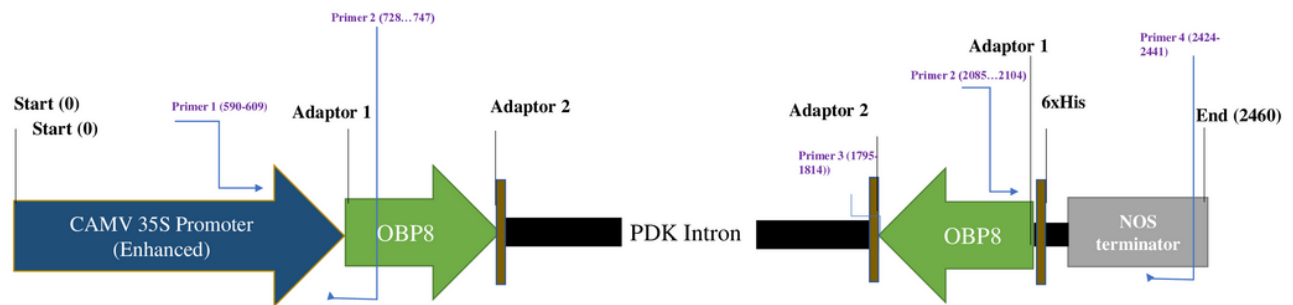 Primer 2 (728…747)
Primer 4 (2424-
2441)
Adaptor 1
Primer 2 (2085…2104)
Start (0)
Start (0)
Primer 1 (590-609)
Adaptor 1
Adaptor 2
Adaptor 2
6xHis
End (2460)
Primer 3 (1795-
1814))
CAMV 35S Promoter
(Enhanced)
OBP8
PDK Intron
OBP8
NOS
terminator